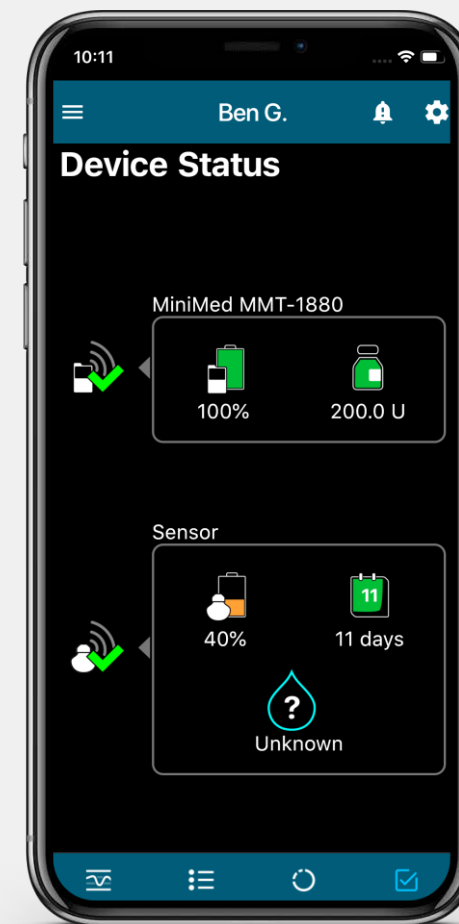 10:11
Ben G.
Device Status
MiniMed MMT-1880
100%
200.0 U
Sensor
11
40%
11 days
?
Unknown